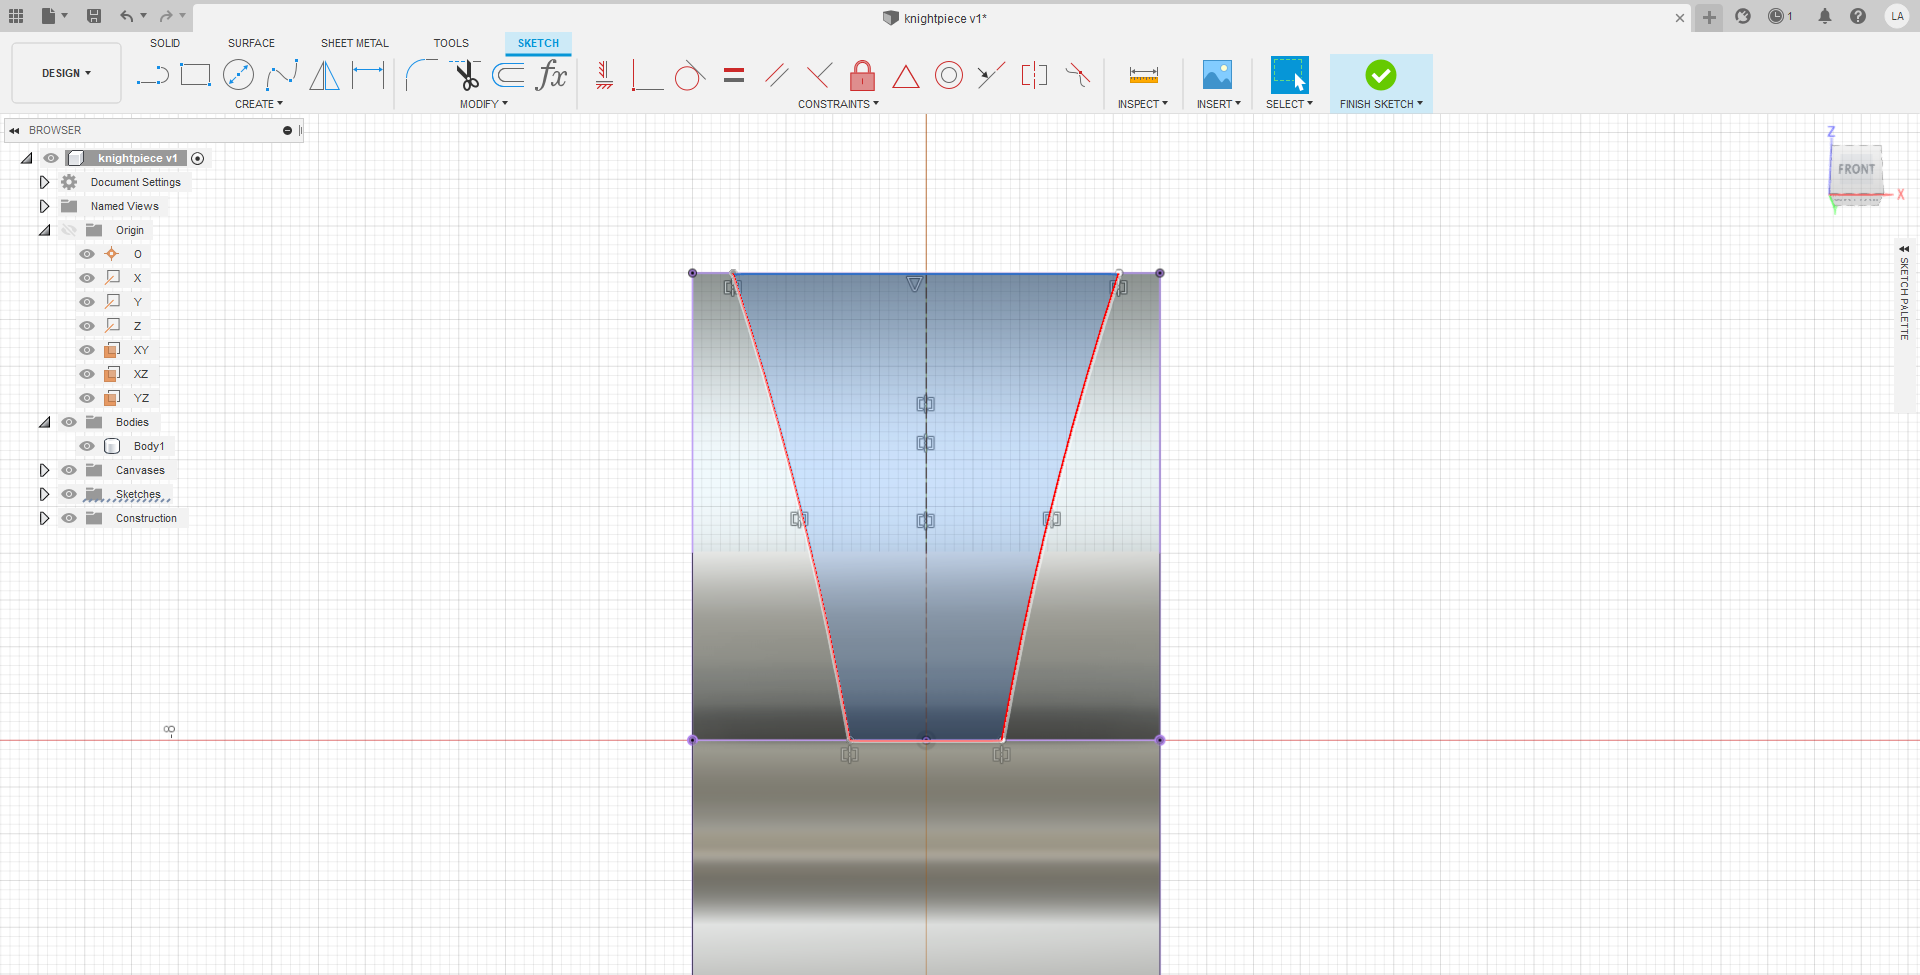 knightpiece v1*
1
LA
DESIGN
SOLID SURFACE SHEET METAL TOOLS SKETCH
fx
CREATE MODIFY CONSTRAINTS INSPECT INSERT SELECT FINISH SKETCH
BROWSER
knightpiece v1
Document Settings
Named Views
Origin
O
X
Y
Z
XY
XZ
YZ
Bodies
Body1
Canvases
Sketches
Construction
Z
FRONT
X
Y
SKETCH PALETTE